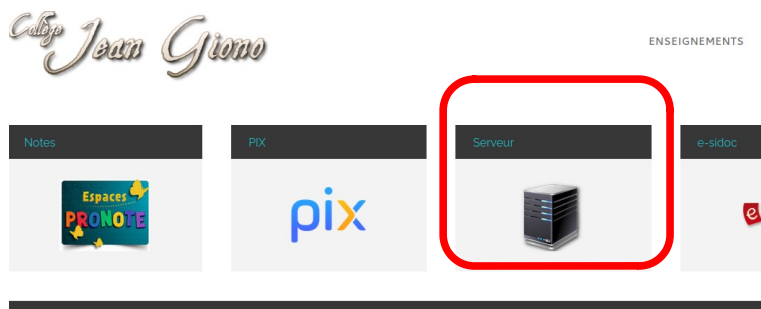 Collège Jean Giono
ENSEIGNEMENTS
Notes
PIX
Serveur
e-sidoc
Espaces
PRONOTE
pix
e